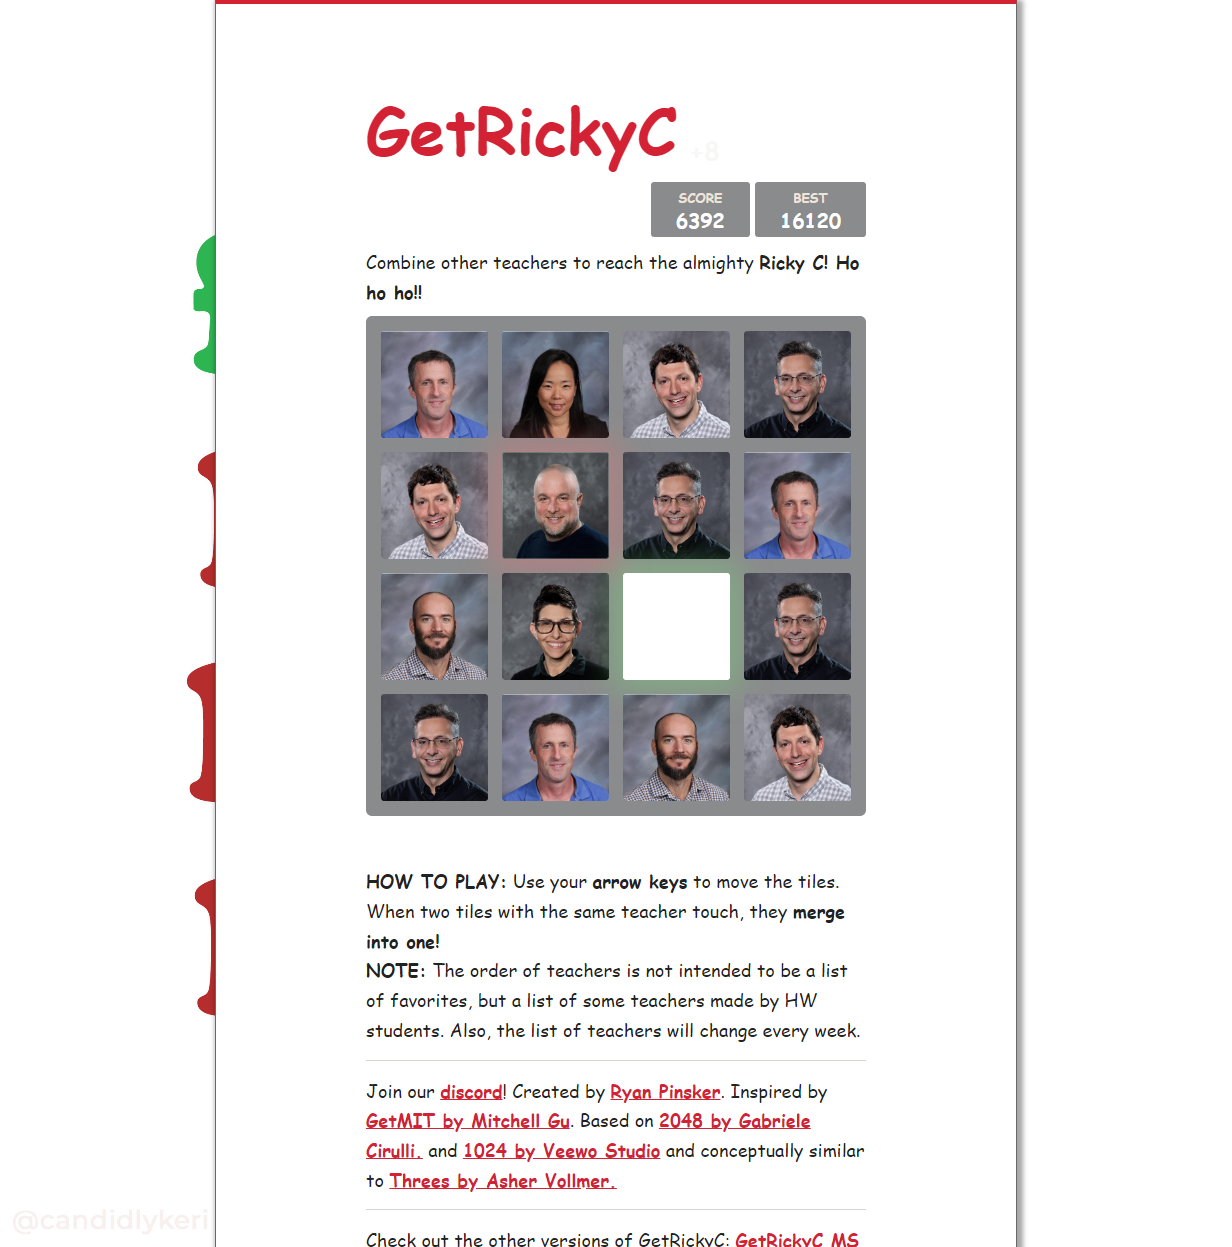 GetRickyC
+8
SCORE
6392
BEST
16120
Combine other teachers to reach the almighty Ricky C! Ho
ho ho!!
HOW TO PLAY: Use your arrow keys to move the tiles.
When two tiles with the same teacher touch, they merge
into one!
NOTE: The order of teachers is not intended to be a list
of favorites, but a list of some teachers made by HW
students. Also, the list of teachers will change every week.
Join our discord! Created by Ryan Pinsker. Inspired by
GetMIT by Mitchell Gu. Based on 2048 by Gabriele
Cirulli. and 1024 by Veewo Studio and conceptually similar
to Threes by Asher Vollmer.
Check out the other versions of GetRickyC: GetRickyC MS
@candidlykeri